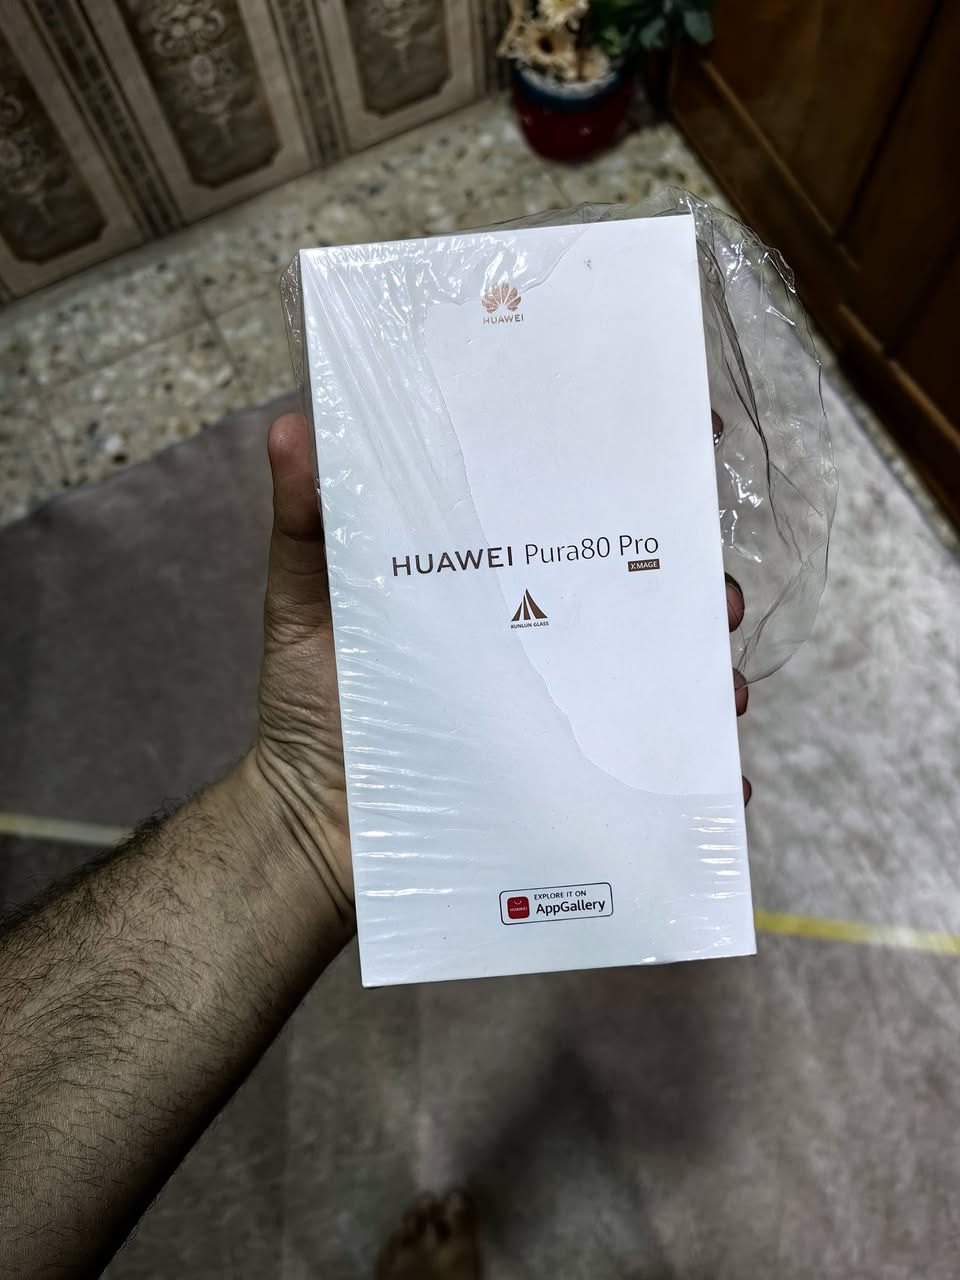 HUAWEI
HUAWEI Pura80 Pro
XMAGE
KUNLUN GLASS
EXPLORE IT ON
HUAWEI
AppGallery